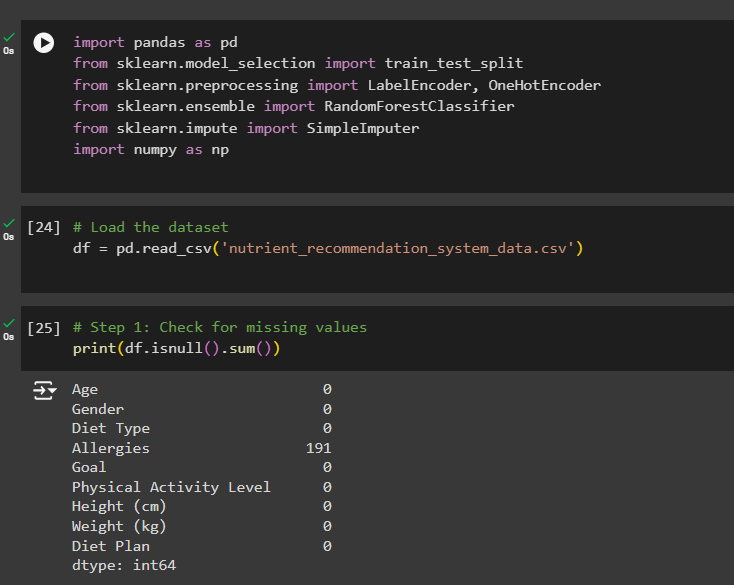 0s
import pandas as pd
from sklearn.model_selection import train_test_split
from sklearn.preprocessing import LabelEncoder, OneHotEncoder
from sklearn.ensemble import RandomForestClassifier
from sklearn.impute import SimpleImputer
import numpy as np
0s
[24] # Load the dataset
df = pd.read_csv('nutrient_recommendation_system_data.csv')
0s
[25] # Step 1: Check for missing values
print(df.isnull().sum())
Age 0
Gender 0
Diet Type 0
Allergies 191
Goal 0
Physical Activity Level 0
Height (cm) 0
Weight (kg) 0
Diet Plan 0
dtype: int64